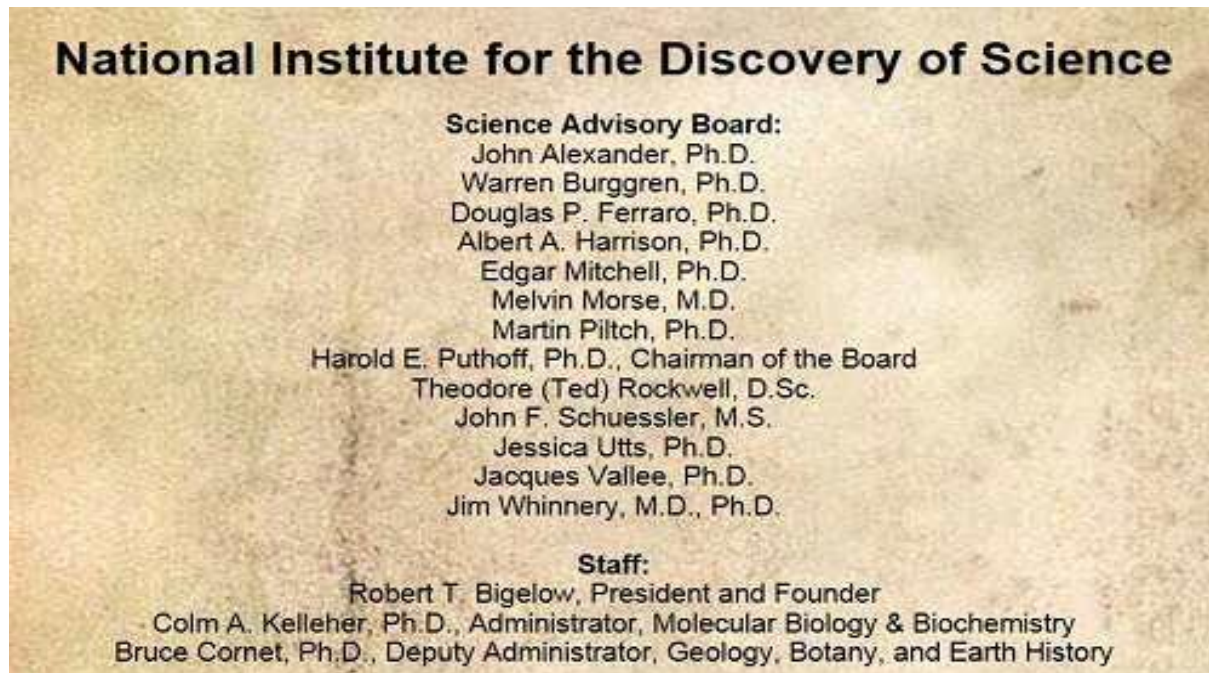 National Institute for the Discovery of Science
Science Advisory Board:
John Alexander, Ph.D.
Warren Burggren, Ph.D.
Douglas P. Ferraro, Ph.D.
Albert A. Harrison, Ph.D.
Edgar Mitchell, Ph.D.
Melvin Morse, M.D.
Martin Piltch, Ph.D.
Harold E. Puthoff, Ph.D., Chairman of the Board
Theodore (Ted) Rockwell, D.Sc.
John F. Schuessler, M.S.
Jessica Utts, Ph.D.
Jacques Vallee, Ph.D.
Jim Whinnery, M.D., Ph.D.
Staff:
Robert T. Bigelow, President and Founder
Colm A. Kelleher, Ph.D., Administrator, Molecular Biology & Biochemistry
Bruce Cornet, Ph.D., Deputy Administrator, Geology, Botany, and Earth History